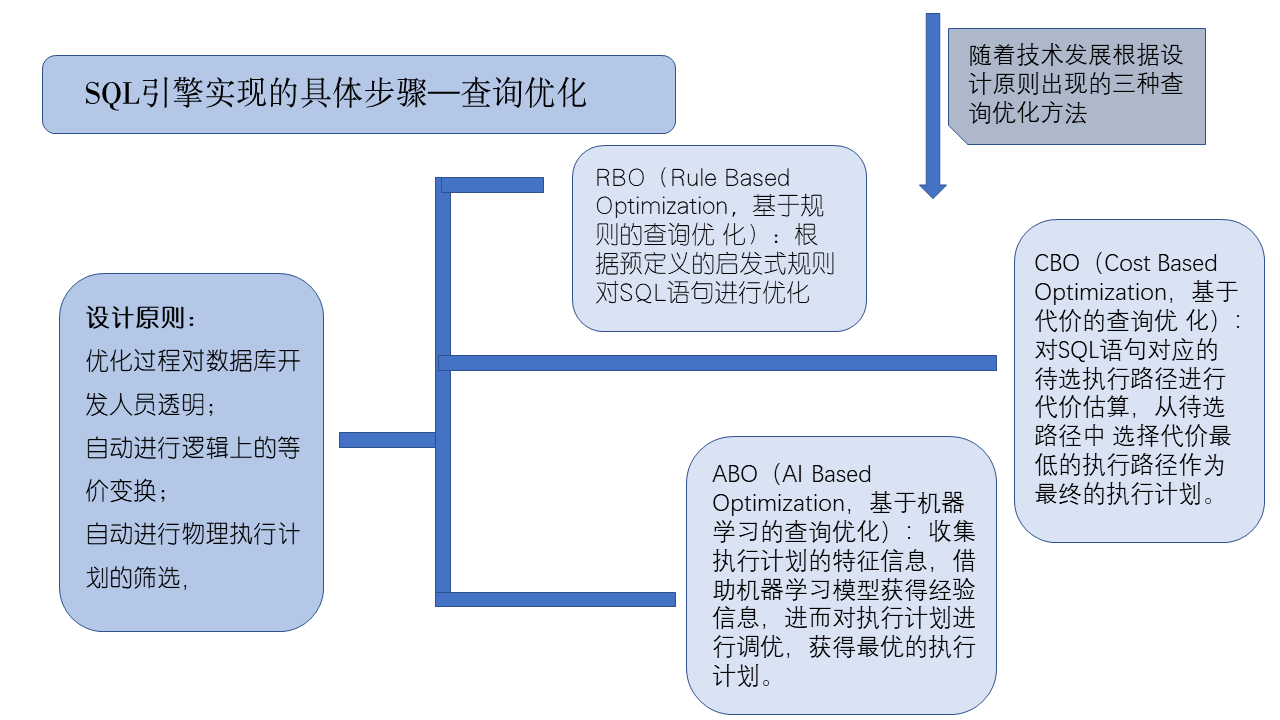 SQL引擎实现的具体步骤—查询优化
随着技术发展根据设
计原则出现的三种查
询优化方法
RBO（Rule Based
Optimization，基于规
则的查询优 化）：根
据预定义的启发式规则
对SQL语句进行优化
CBO（Cost Based
Optimization，基于
代价的查询优 化）：
对SQL语句对应的
待选执行路径进行
代价估算，从待选
路径中 选择代价最
低的执行路径作为
最终的执行计划。
设计原则：
优化过程对数据库开
发人员透明；
自动进行逻辑上的等
价变换；
自动进行物理执行计
划的筛选，
ABO（AI Based
Optimization，基于机器
学习的查询优化）：收集
执行计划的特征信息，借
助机器学习模型获得经验
信息，进而对执行计划进
行调优，获得最优的执行
计划。